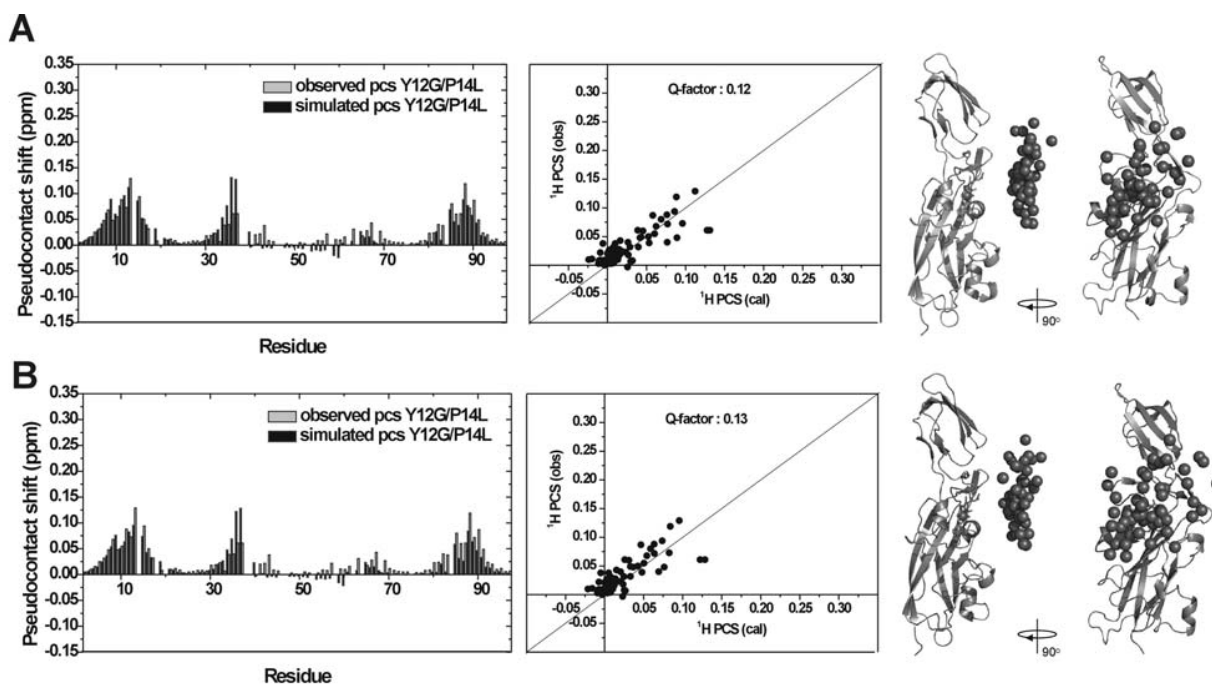 A
0.35
0.30
0.25
0.20
0.15
0.10
0.05
0.00
-0.05
-0.10
-0.15
Pseudocontact shift (ppm)
observed pcs Y12G/P14L
simulated pcs Y12G/P14L
10 30 50 70 90
Residue
Q-factor : 0.12
¹H PCS (obs)
0.30
0.25
0.20
0.15
0.10
0.05
-0.05
-0.05 0.00 0.05 0.10 0.15 0.20 0.25 0.30
¹H PCS (cal)
90°
B
0.35
0.30
0.25
0.20
0.15
0.10
0.05
0.00
-0.05
-0.10
-0.15
Pseudocontact shift (ppm)
observed pcs Y12G/P14L
simulated pcs Y12G/P14L
10 30 50 70 90
Residue
Q-factor : 0.13
¹H PCS (obs)
0.30
0.25
0.20
0.15
0.10
0.05
-0.05
-0.05 0.00 0.05 0.10 0.15 0.20 0.25 0.30
¹H PCS (cal)
90°